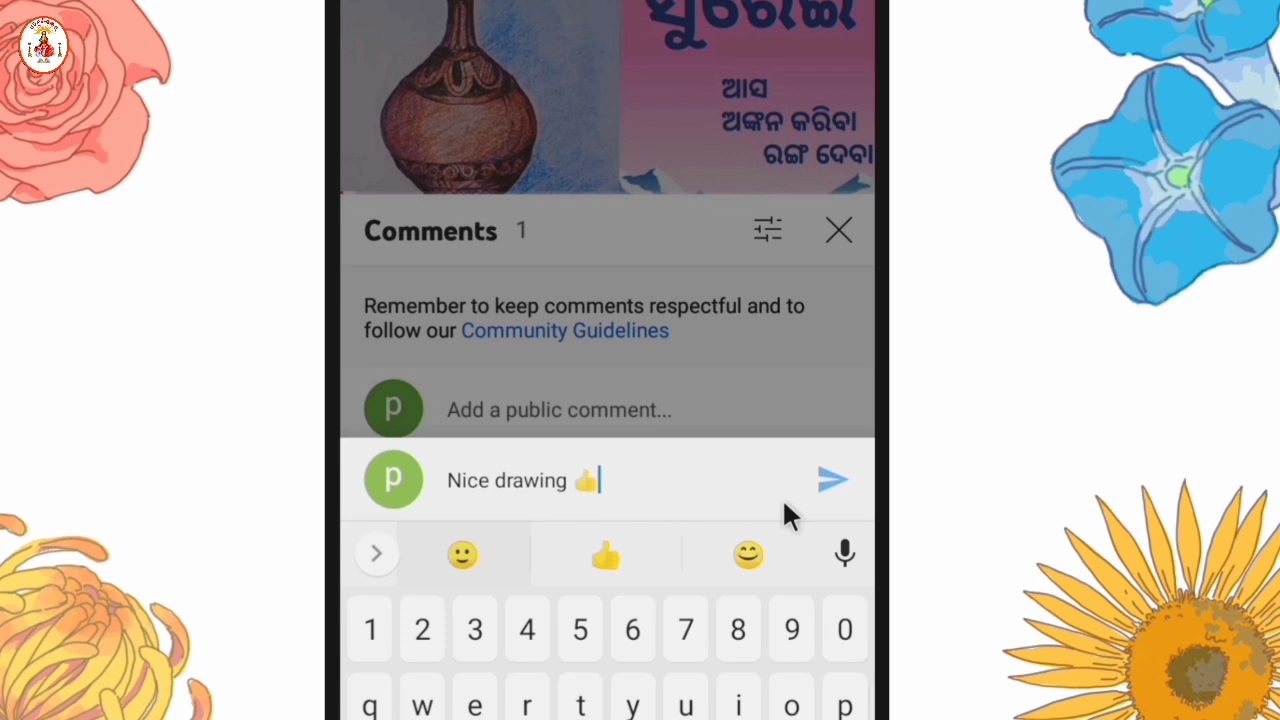 ସୁରେଇ
ଆସ
ଅଙ୍କନ କରିବା
ରଙ୍ଗ ଦେବା
Comments 1
Remember to keep comments respectful and to
follow our Community Guidelines
p Add a public comment...
p Nice drawing 👍
1 2 3 4 5 6 7 8 9 0
q w e r t y u i o p